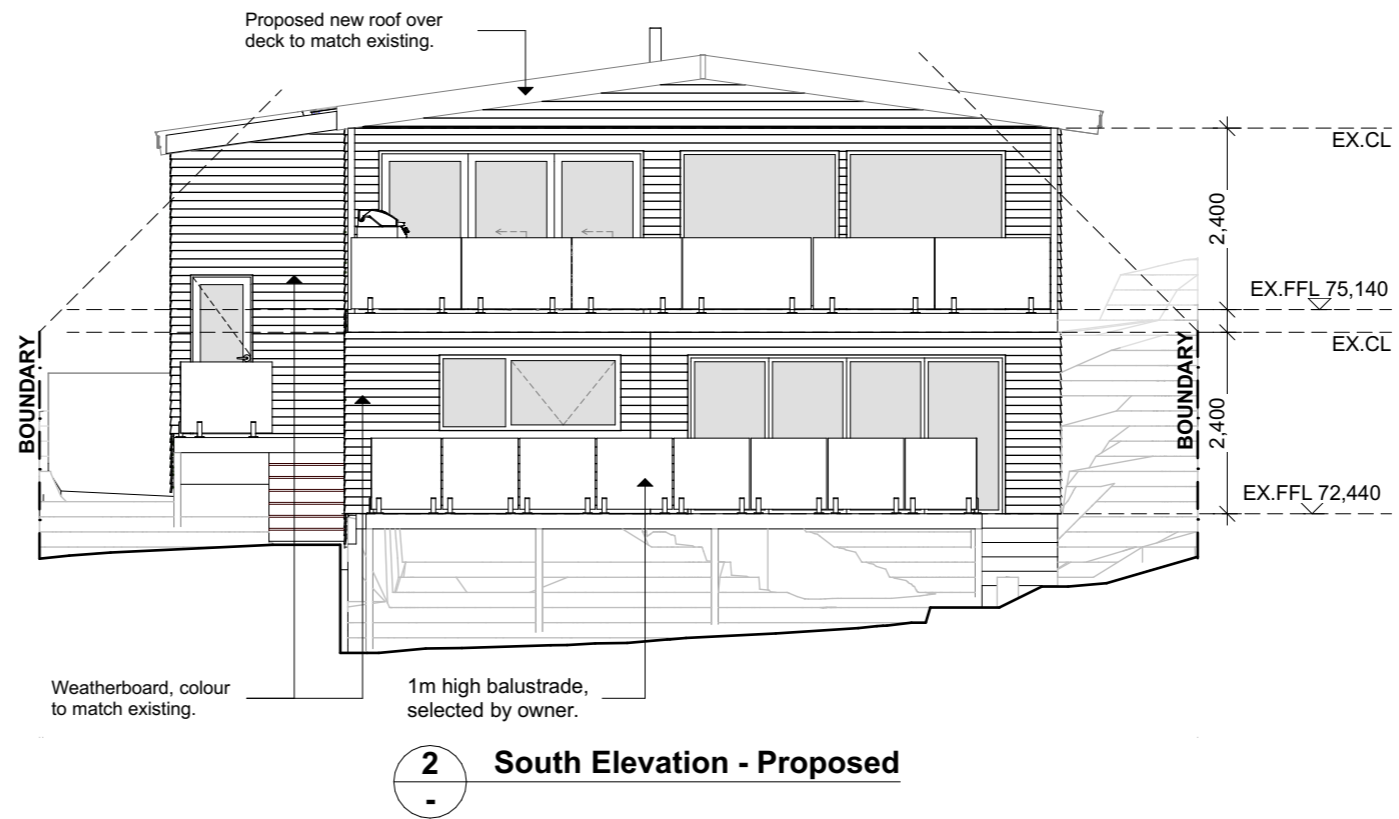 Proposed new roof over
deck to match existing.
EX.CL
2,400
EX.FFL 75,140
EX.CL
BOUNDARY
BOUNDARY
2,400
EX.FFL 72,440
Weatherboard, colour
to match existing.
1m high balustrade,
selected by owner.
2
-
South Elevation - Proposed